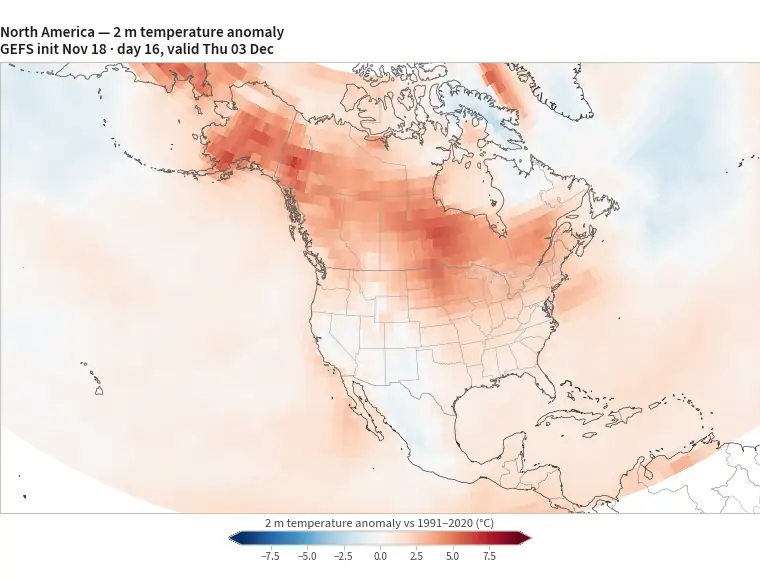 North America — 2 m temperature anomaly
GEFS init Nov 18 · day 16, valid Thu 03 Dec
2 m temperature anomaly vs 1991–2020 (°C)
−7.5 −5.0 −2.5 0.0 2.5 5.0 7.5